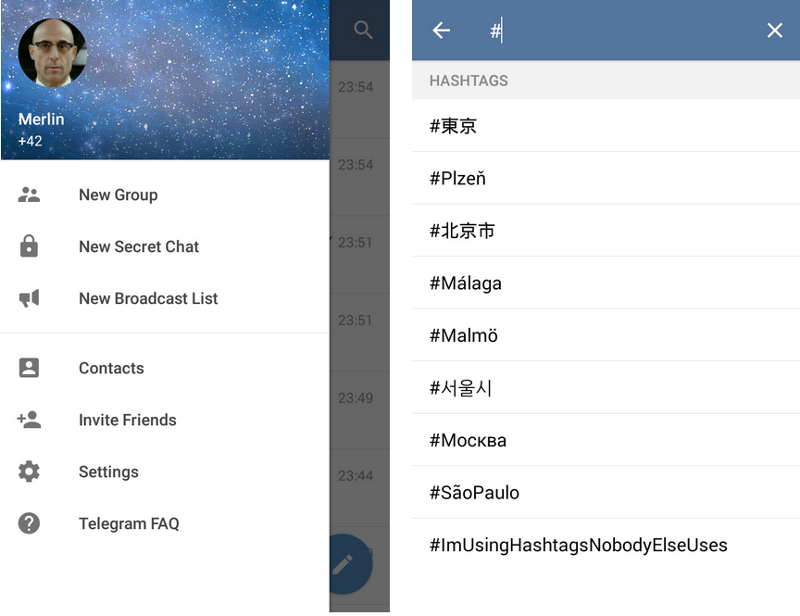 Merlin
+42
New Group
New Secret Chat
New Broadcast List
Contacts
Invite Friends
Settings
Telegram FAQ
23:54
23:54
23:51
23:51
23:49
23:44
#
HASHTAGS
#東京
#Plzeň
#北京市
#Málaga
#Malmö
#서울시
#Москва
#SãoPaulo
#ImUsingHashtagsNobodyElseUses